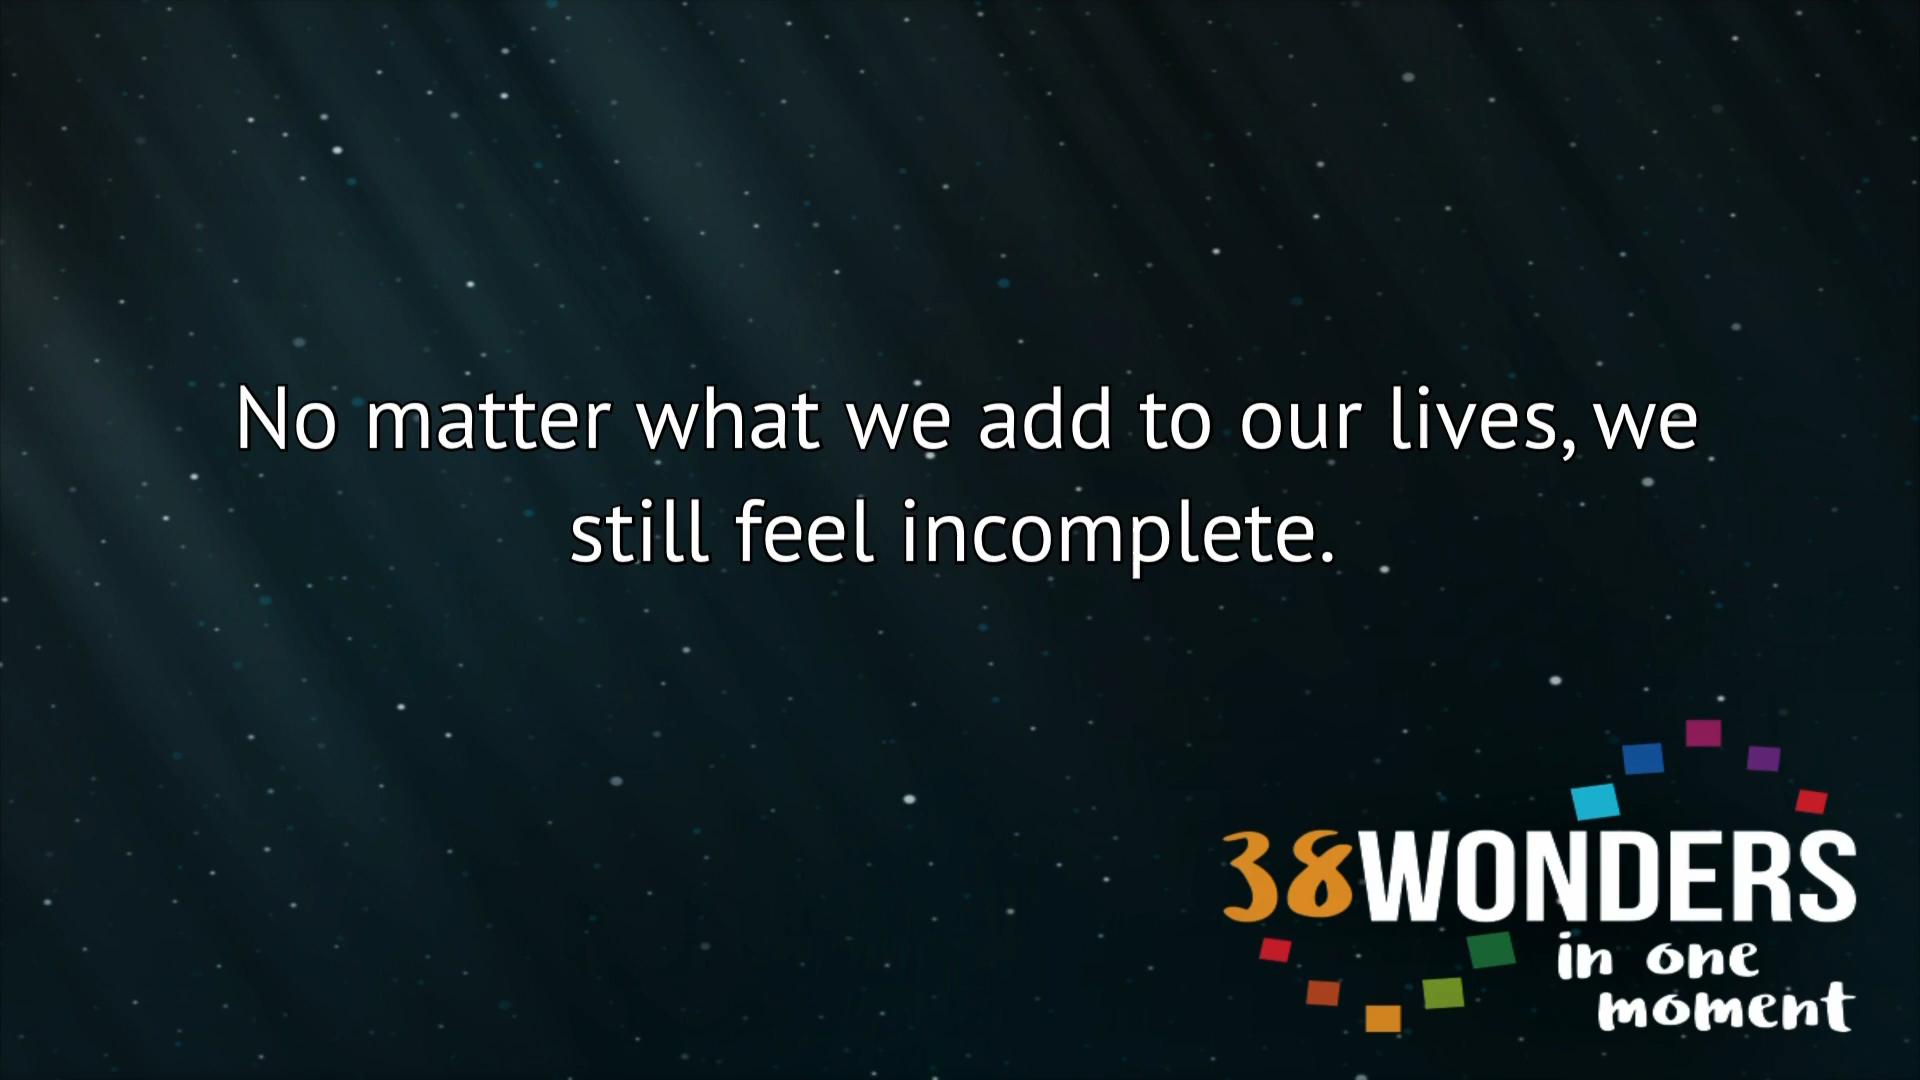 No matter what we add to our lives, we
still feel incomplete.
38WONDERS
in one
moment